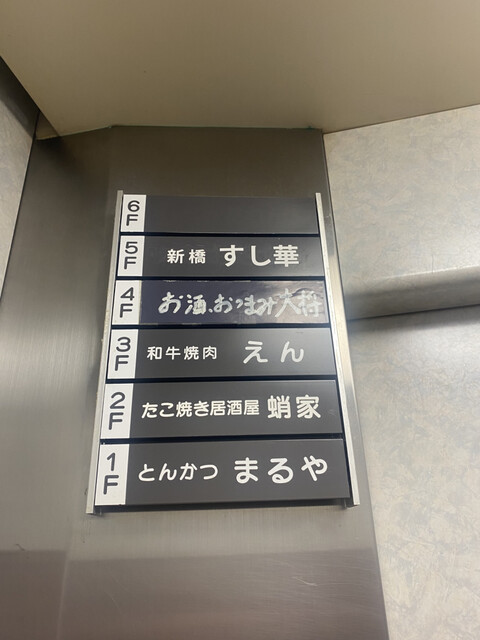 6F
5F 新橋 すし華
4F お酒、おつまみ 大将
3F 和牛焼肉 えん
2F たこ焼き居酒屋 蛸家
1F とんかつ まるや